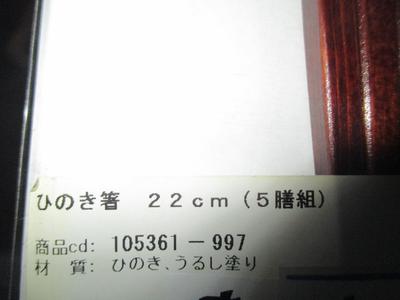 ひのき箸　２２ｃｍ（５膳組）
商品cd: 105361－997
材　質: ひのき、うるし塗り